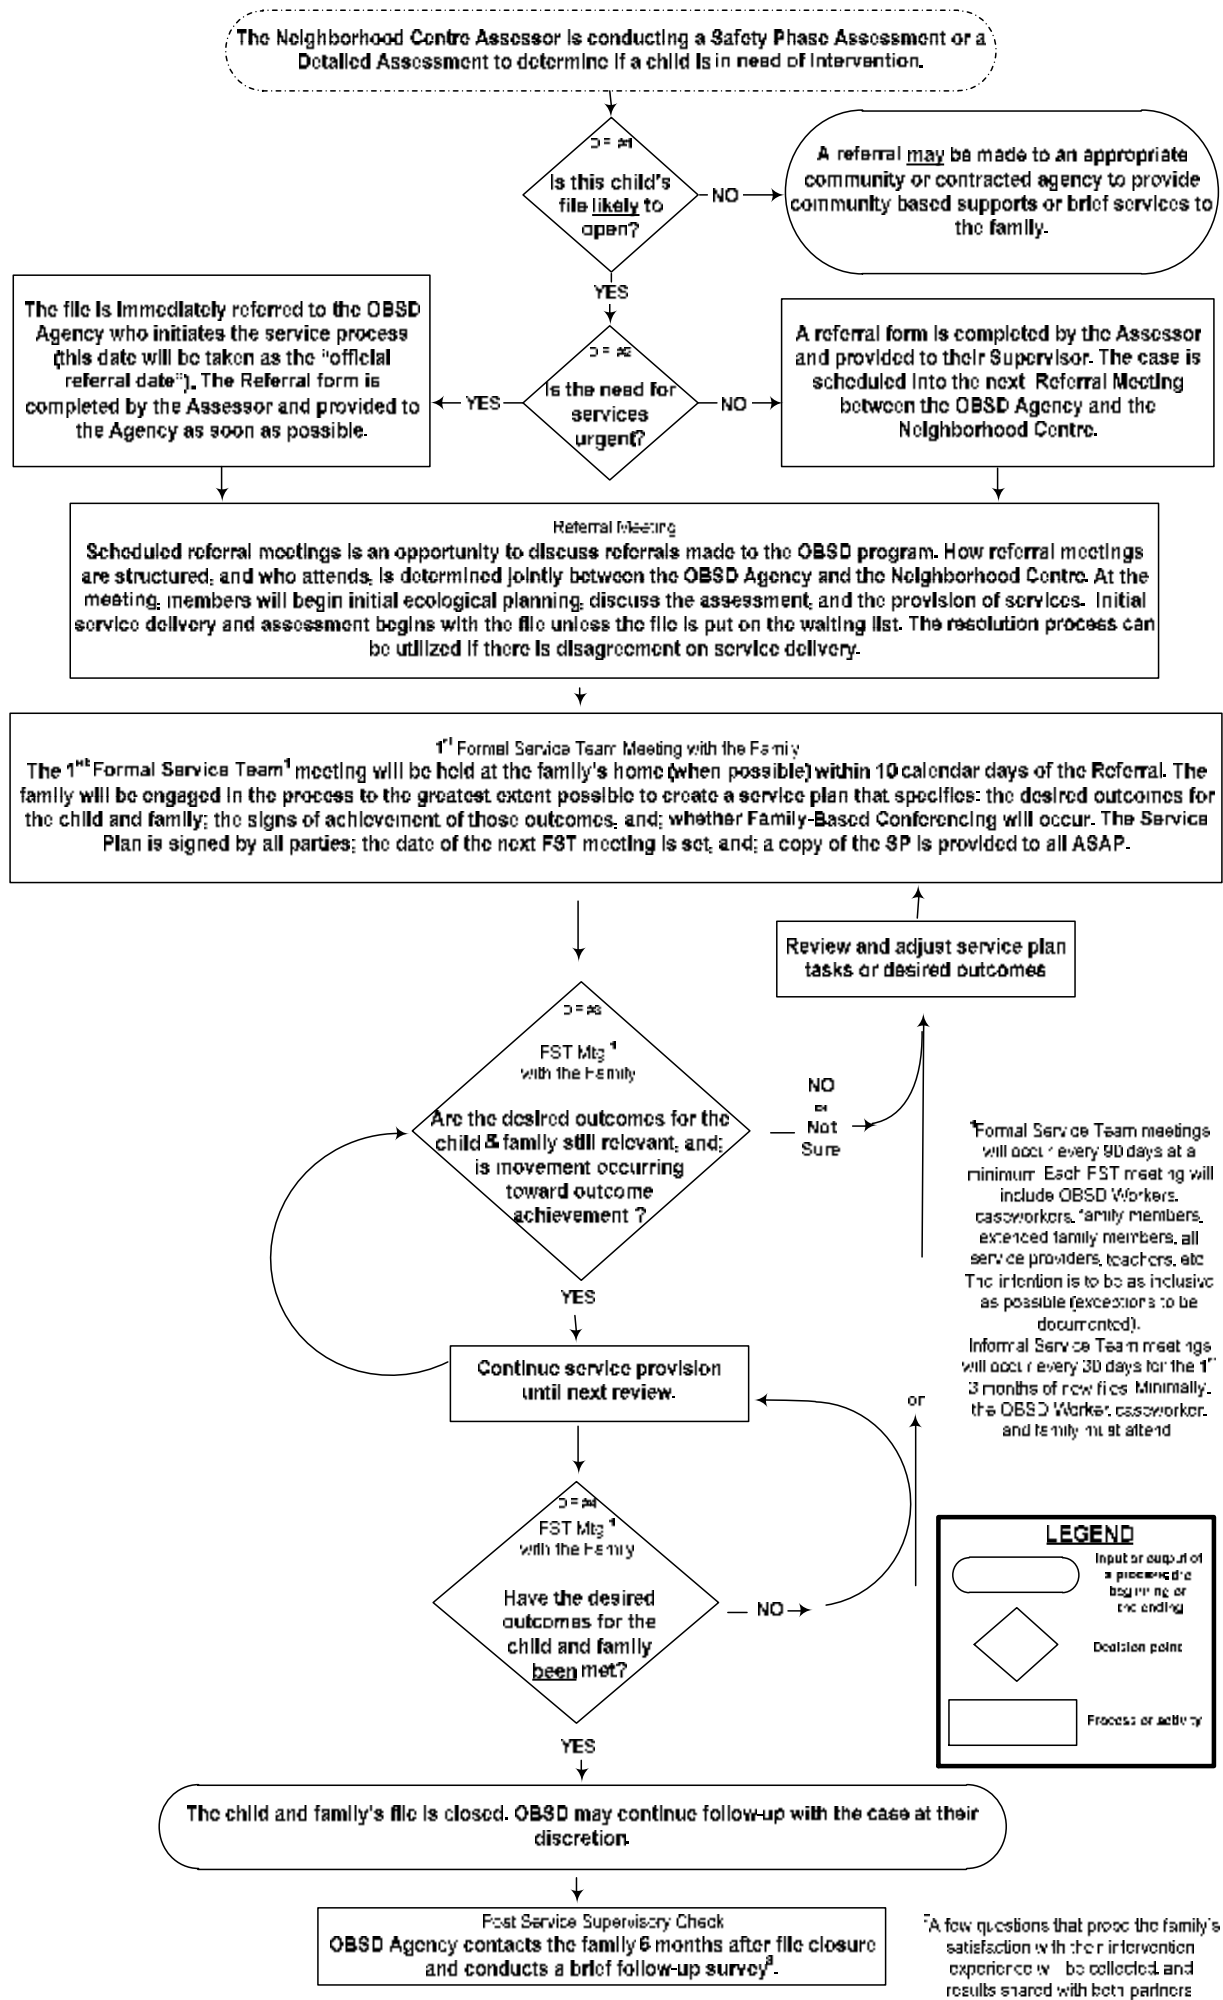 The Neighborhood Centre Assessor is conducting a Safety Phase Assessment or a
Detailed Assessment to determine if a child is in need of Intervention.
Is this child's
file likely to
open?
NO
A referral may be made to an appropriate
community or contracted agency to provide
community based supports or brief services to
the family.
YES
The file is immediately referred to the OBSD
Agency who initiates the service process
(this date will be taken as the "official
referral date"). The Referral form is
completed by the Assessor and provided to
the Agency as soon as possible.
YES
Is the need for
services
urgent?
NO
A referral form is completed by the Assessor
and provided to their Supervisor. The case is
scheduled into the next Referral Meeting
between the OBSD Agency and the
Neighborhood Centre.
Referral Meeting
Scheduled referral meetings is an opportunity to discuss referrals made to the OBSD program. How referral meetings
are structured, and who attends, is determined jointly between the OBSD Agency and the Neighborhood Centre. At the
meeting, members will begin initial ecological planning, discuss the assessment, and the provision of services. Initial
service delivery and assessment begins with the file unless the file is put on the waiting list. The resolution process can
be utilized if there is disagreement on service delivery.
1st Formal Service Team Meeting with the Family
The 1st Formal Service Team1 meeting will be held at the family's home (when possible) within 10 calendar days of the Referral. The
family will be engaged in the process to the greatest extent possible to create a service plan that specifies: the desired outcomes for
the child and family; the signs of achievement of those outcomes, and; whether Family-Based Conferencing will occur. The Service
Plan is signed by all parties; the date of the next FST meeting is set, and; a copy of the SP is provided to all ASAP.
Review and adjust service plan
tasks or desired outcomes
FST Mtg 1
with the Family
Are the desired outcomes for the
child & family still relevant, and;
is movement occurring
toward outcome
achievement ?
NO
or
Not
Sure
YES
Continue service provision
until next review.
or
1Formal Service Team meetings
will occur every 90 days at a
minimum. Each FST meeting will
include OBSD Workers,
caseworkers, family members,
extended family members, all
service providers, teachers, etc
The intention is to be as inclusive
as possible (exceptions to be
documented).
Informal Service Team meetings
will occur every 30 days for the 1st
3 months of new files. Minimally,
the OBSD Worker, caseworker,
and family must attend
FST Mtg 1
with the Family
Have the desired
outcomes for the
child and family
been met?
NO
YES
LEGEND
Input or output of
a process the
beginning or
the ending
Decision point
Process or activity
The child and family's file is closed. OBSD may continue follow-up with the case at their
discretion.
Post Service Supervisory Check
OBSD Agency contacts the family 6 months after file closure
and conducts a brief follow-up survey2.
2A few questions that probe the family's
satisfaction with their intervention
experience will be collected, and
results shared with both partners